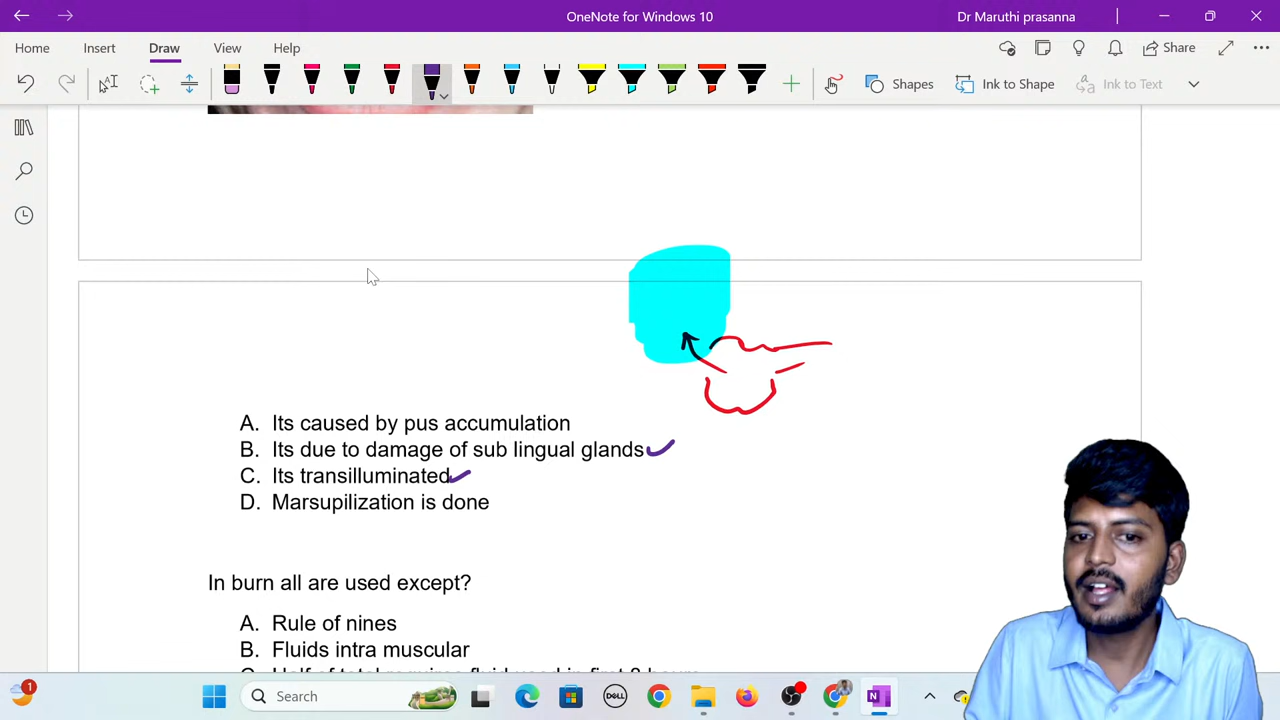 OneNote for Windows 10
Dr Maruthi prasanna
Home Insert Draw View Help
Share
Shapes
Ink to Shape
Ink to Text
A. Its caused by pus accumulation
B. Its due to damage of sub lingual glands
C. Its transilluminated
D. Marsupilization is done
In burn all are used except?
A. Rule of nines
B. Fluids intra muscular
Search
DELL
1